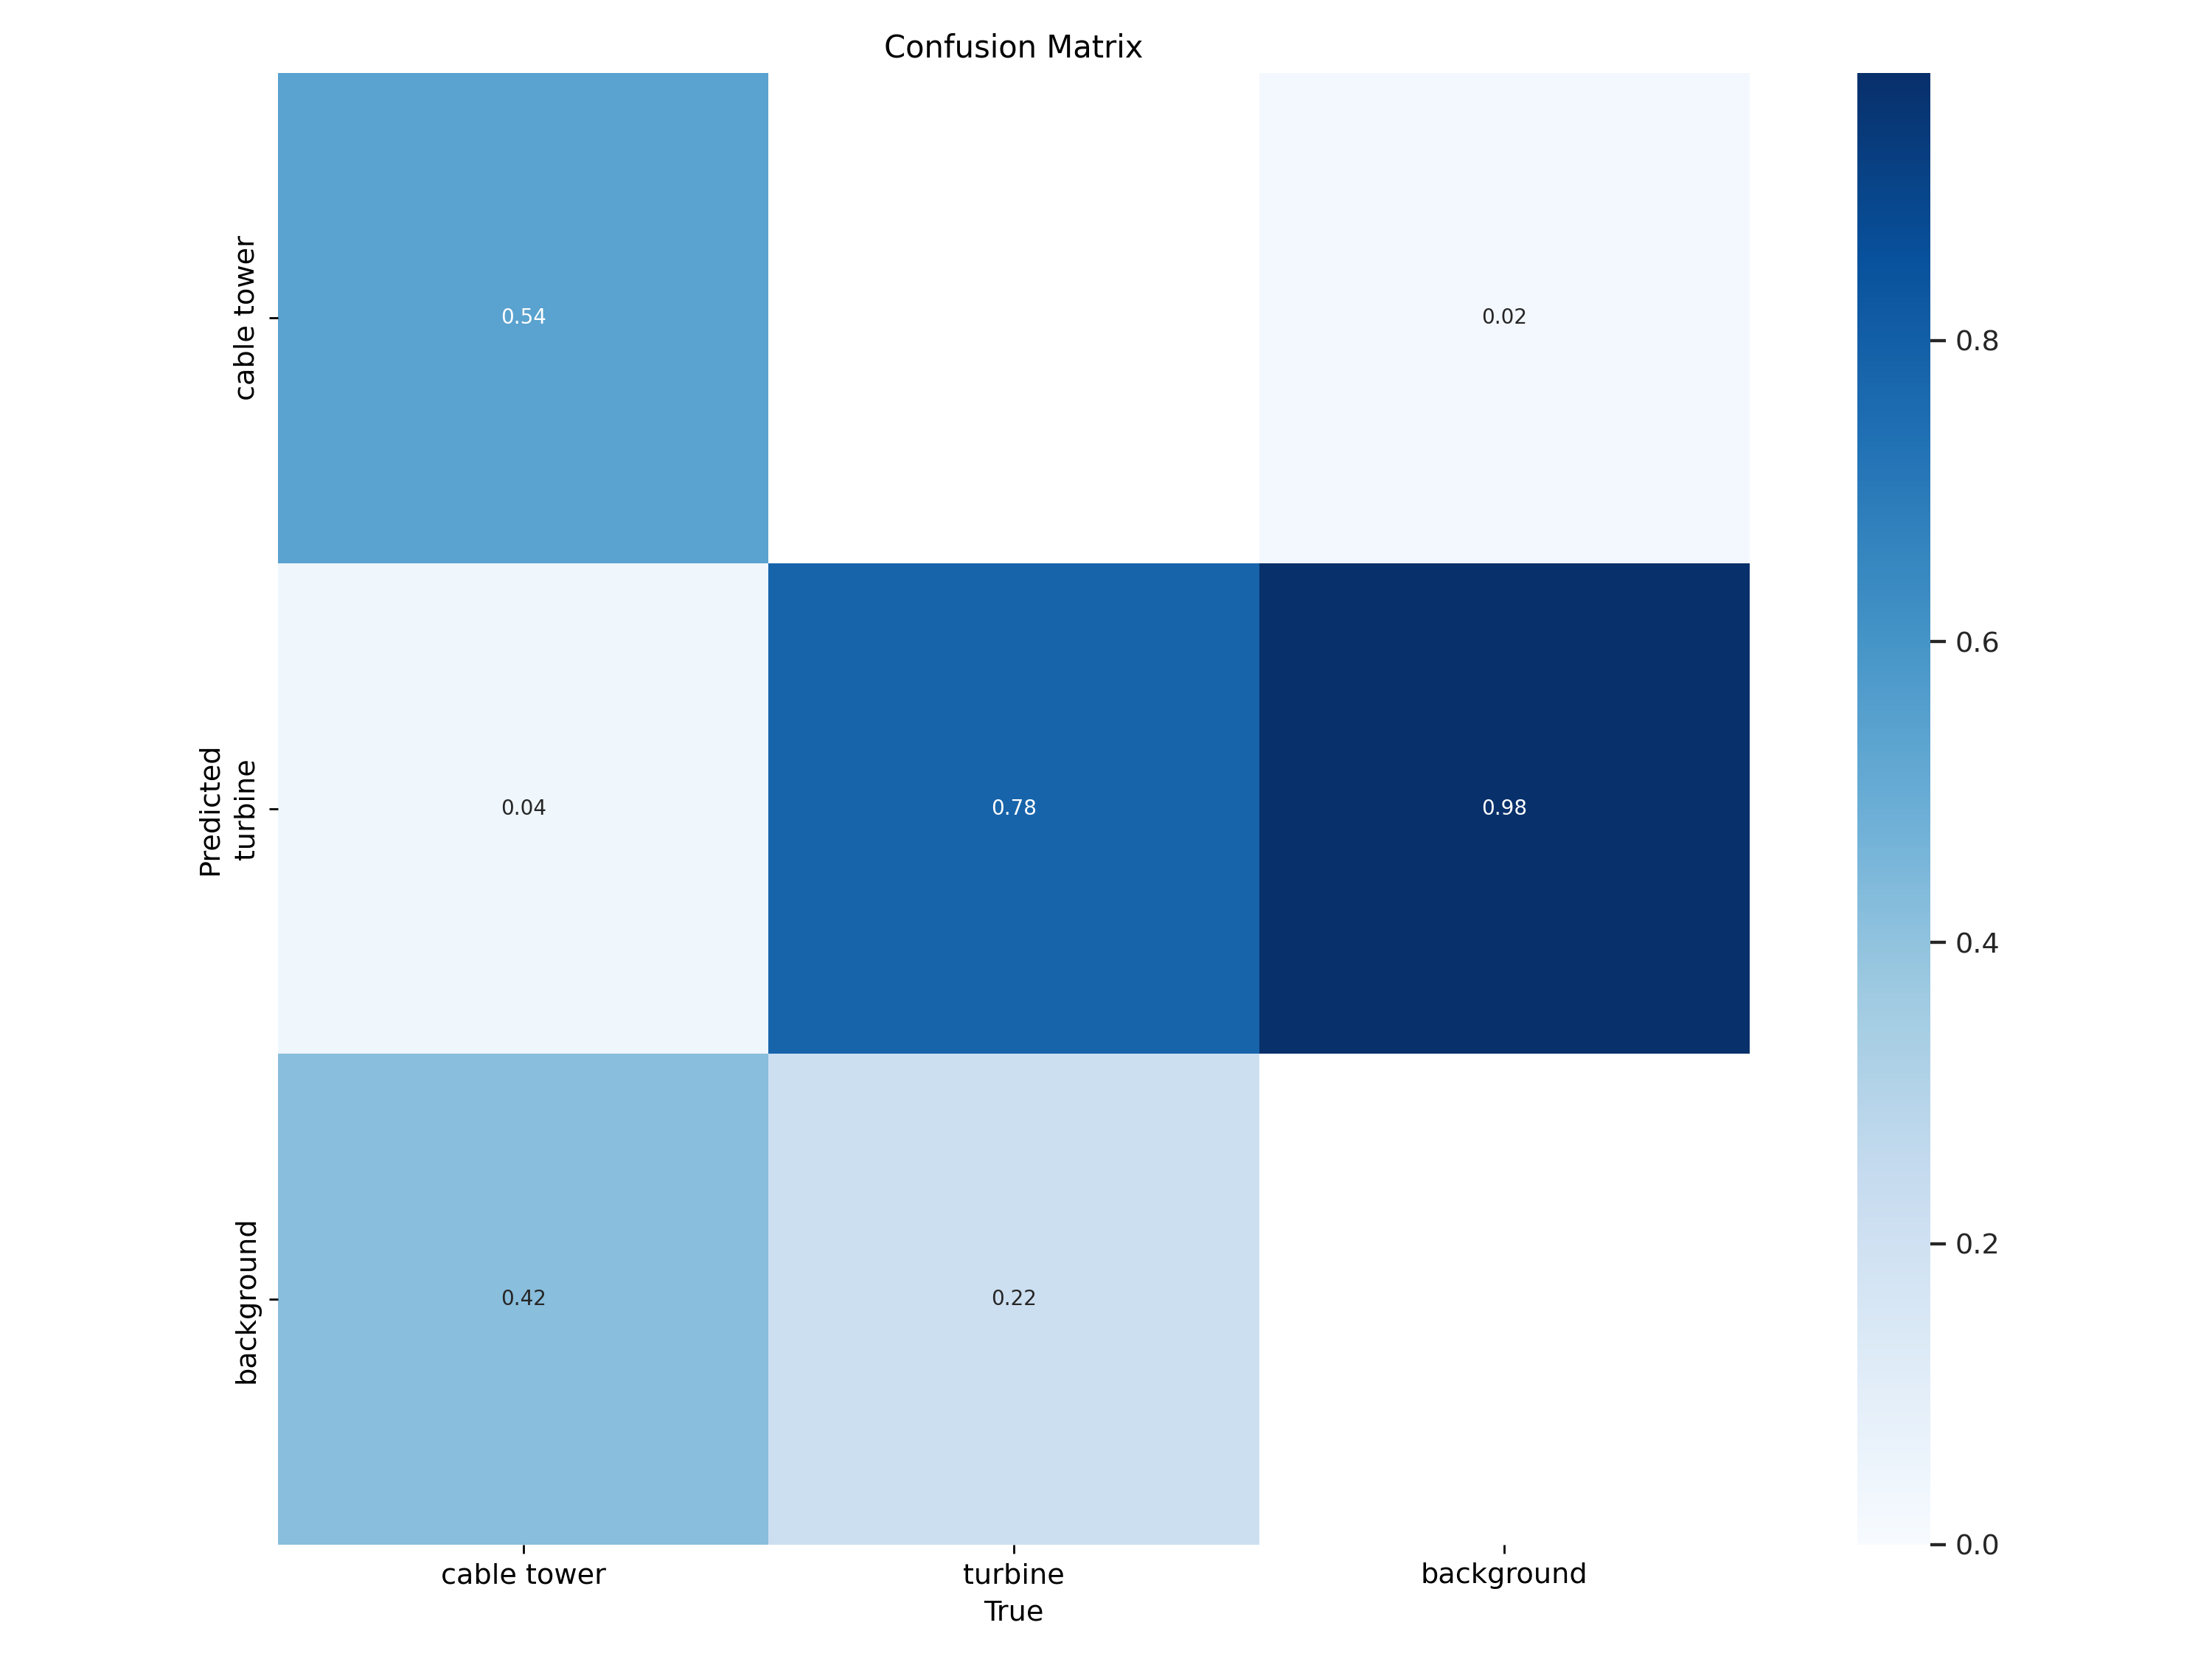 Confusion Matrix
cable tower
0.54
0.02
0.8
0.6
Predicted
turbine
0.04
0.78
0.98
0.4
background
0.42
0.22
0.2
0.0
cable tower
turbine
background
True